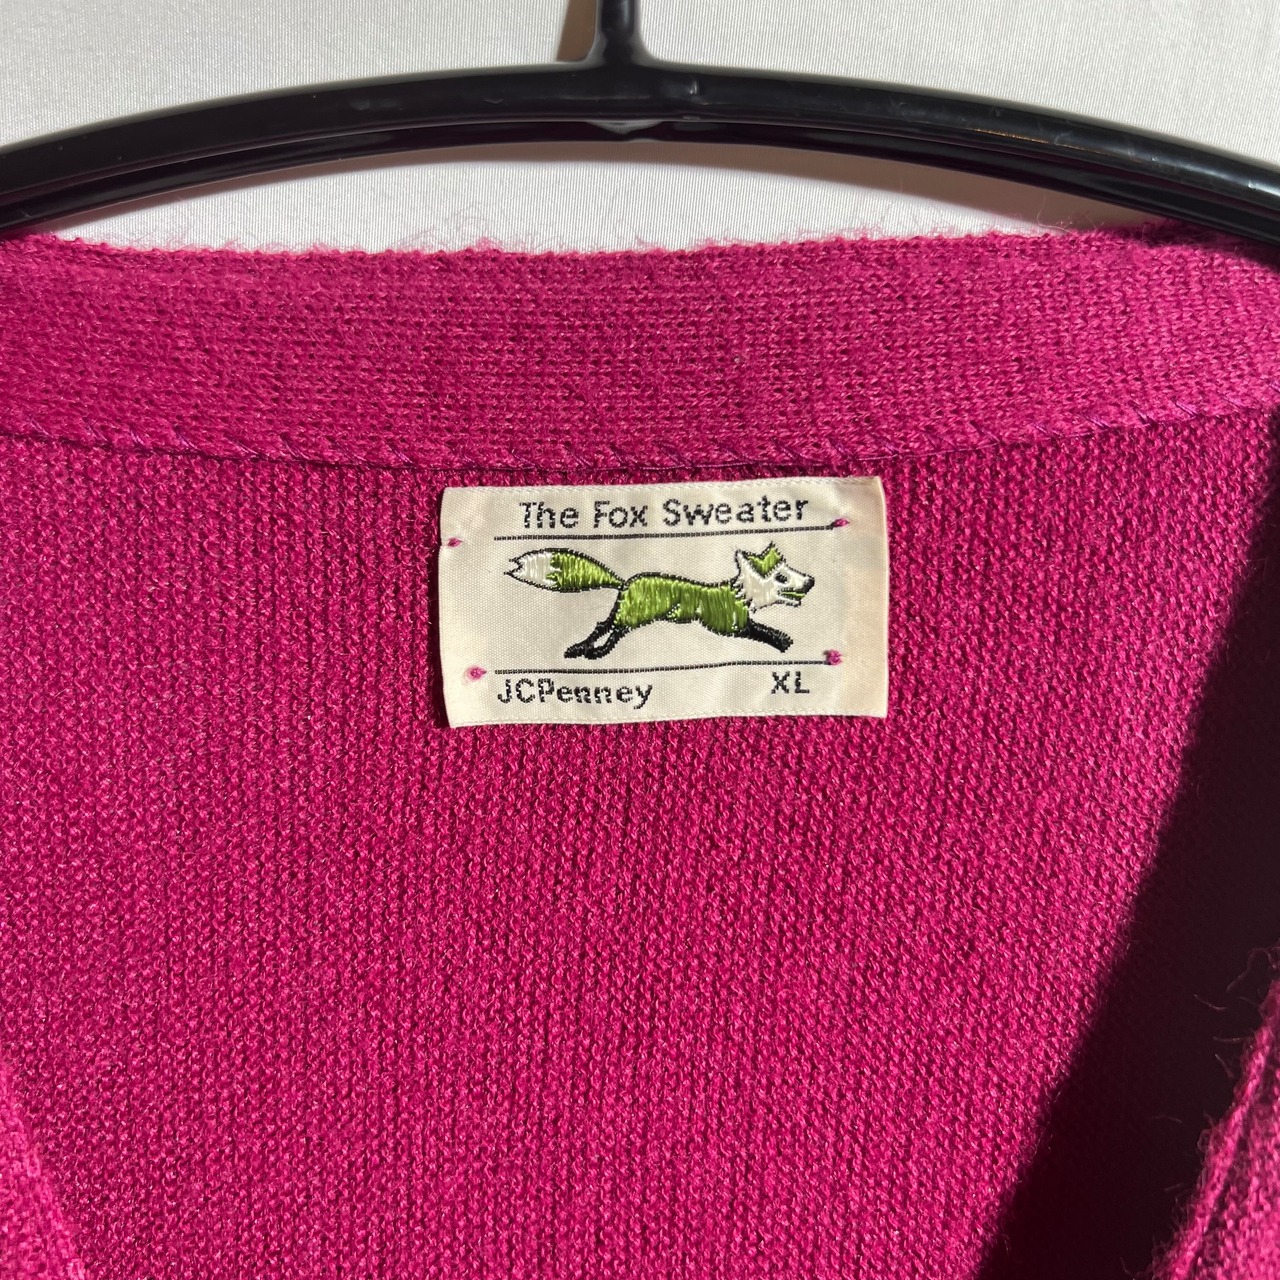 The Fox Sweater
JCPenney XL